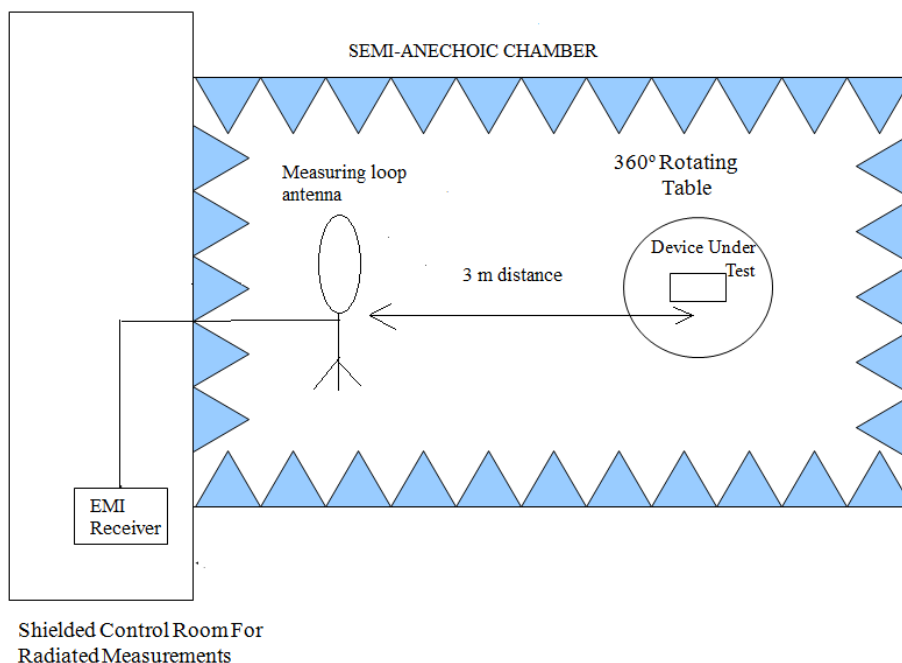 SEMI-ANECHOIC CHAMBER
Measuring loop
antenna
360º Rotating
Table
Device Under
Test
3 m distance
EMI
Receiver
Shielded Control Room For
Radiated Measurements